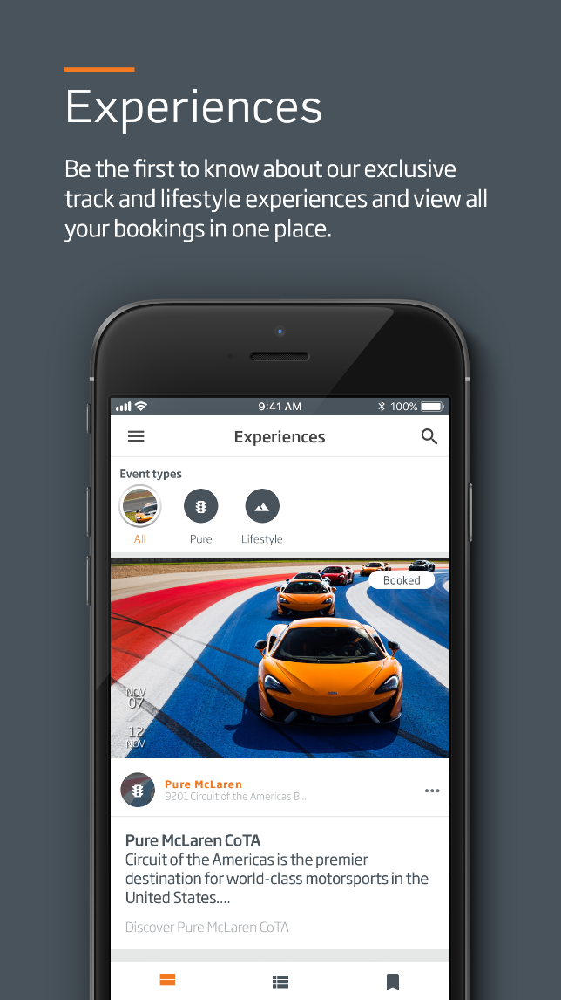 Experiences
Be the first to know about our exclusive
track and lifestyle experiences and view all
your bookings in one place.
9:41 AM
100%
Experiences
Event types
All
Pure
Lifestyle
Booked
NOV
07
12
NOV
Pure McLaren
9201 Circuit of the Americas B...
Pure McLaren CoTA
Circuit of the Americas is the premier
destination for world-class motorsports in the
United States....
Discover Pure McLaren CoTA